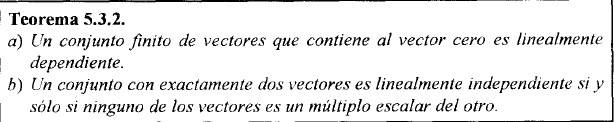 Teorema 5.3.2.
a) Un conjunto finito de vectores que contiene al vector cero es linealmente
dependiente.
b) Un conjunto con exactamente dos vectores es linealmente independiente si y
sólo si ninguno de los vectores es un múltiplo escalar del otro.